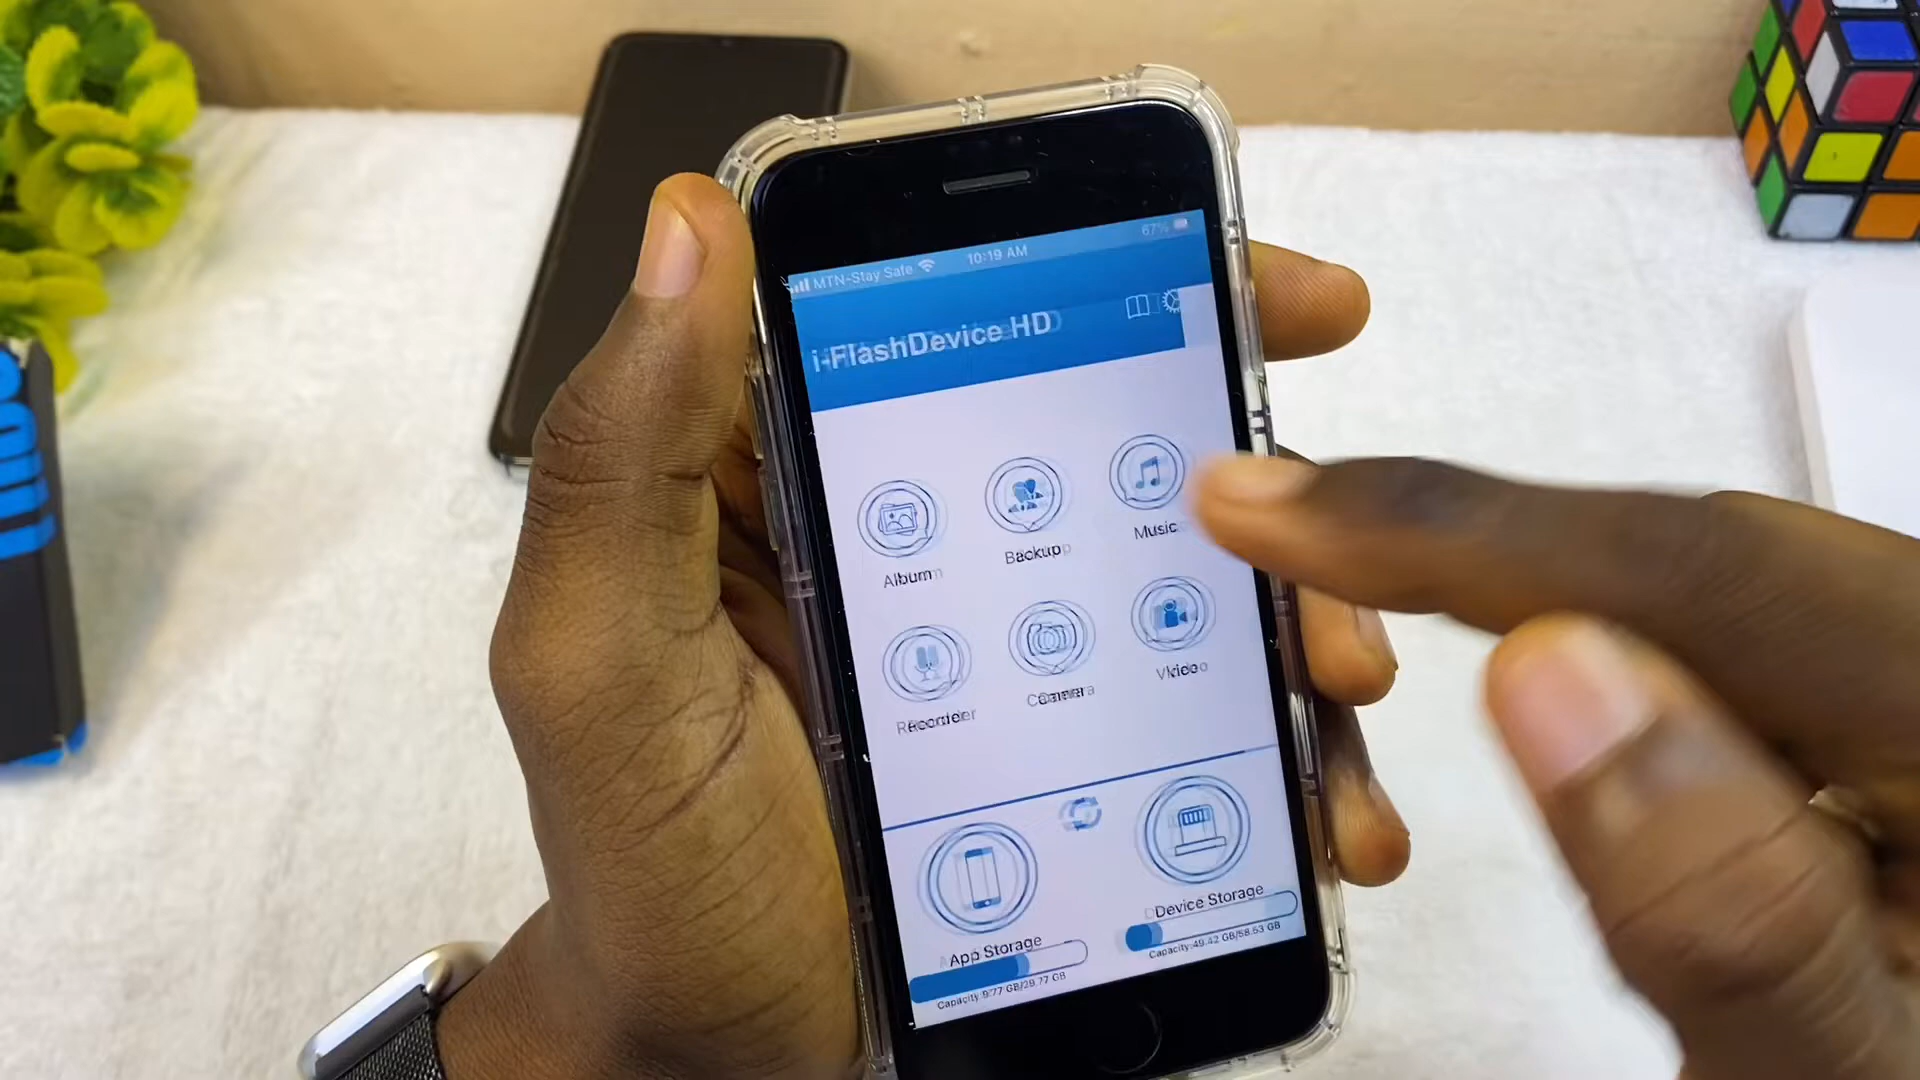 MTN-Stay Safe 10:19 AM 67%
i-FlashDevice HD
Album Backup Music
Recorder Camera Video
App Storage Device Storage
Capacity:9.77 GB/29.77 GB Capacity:49.42 GB/58.53 GB